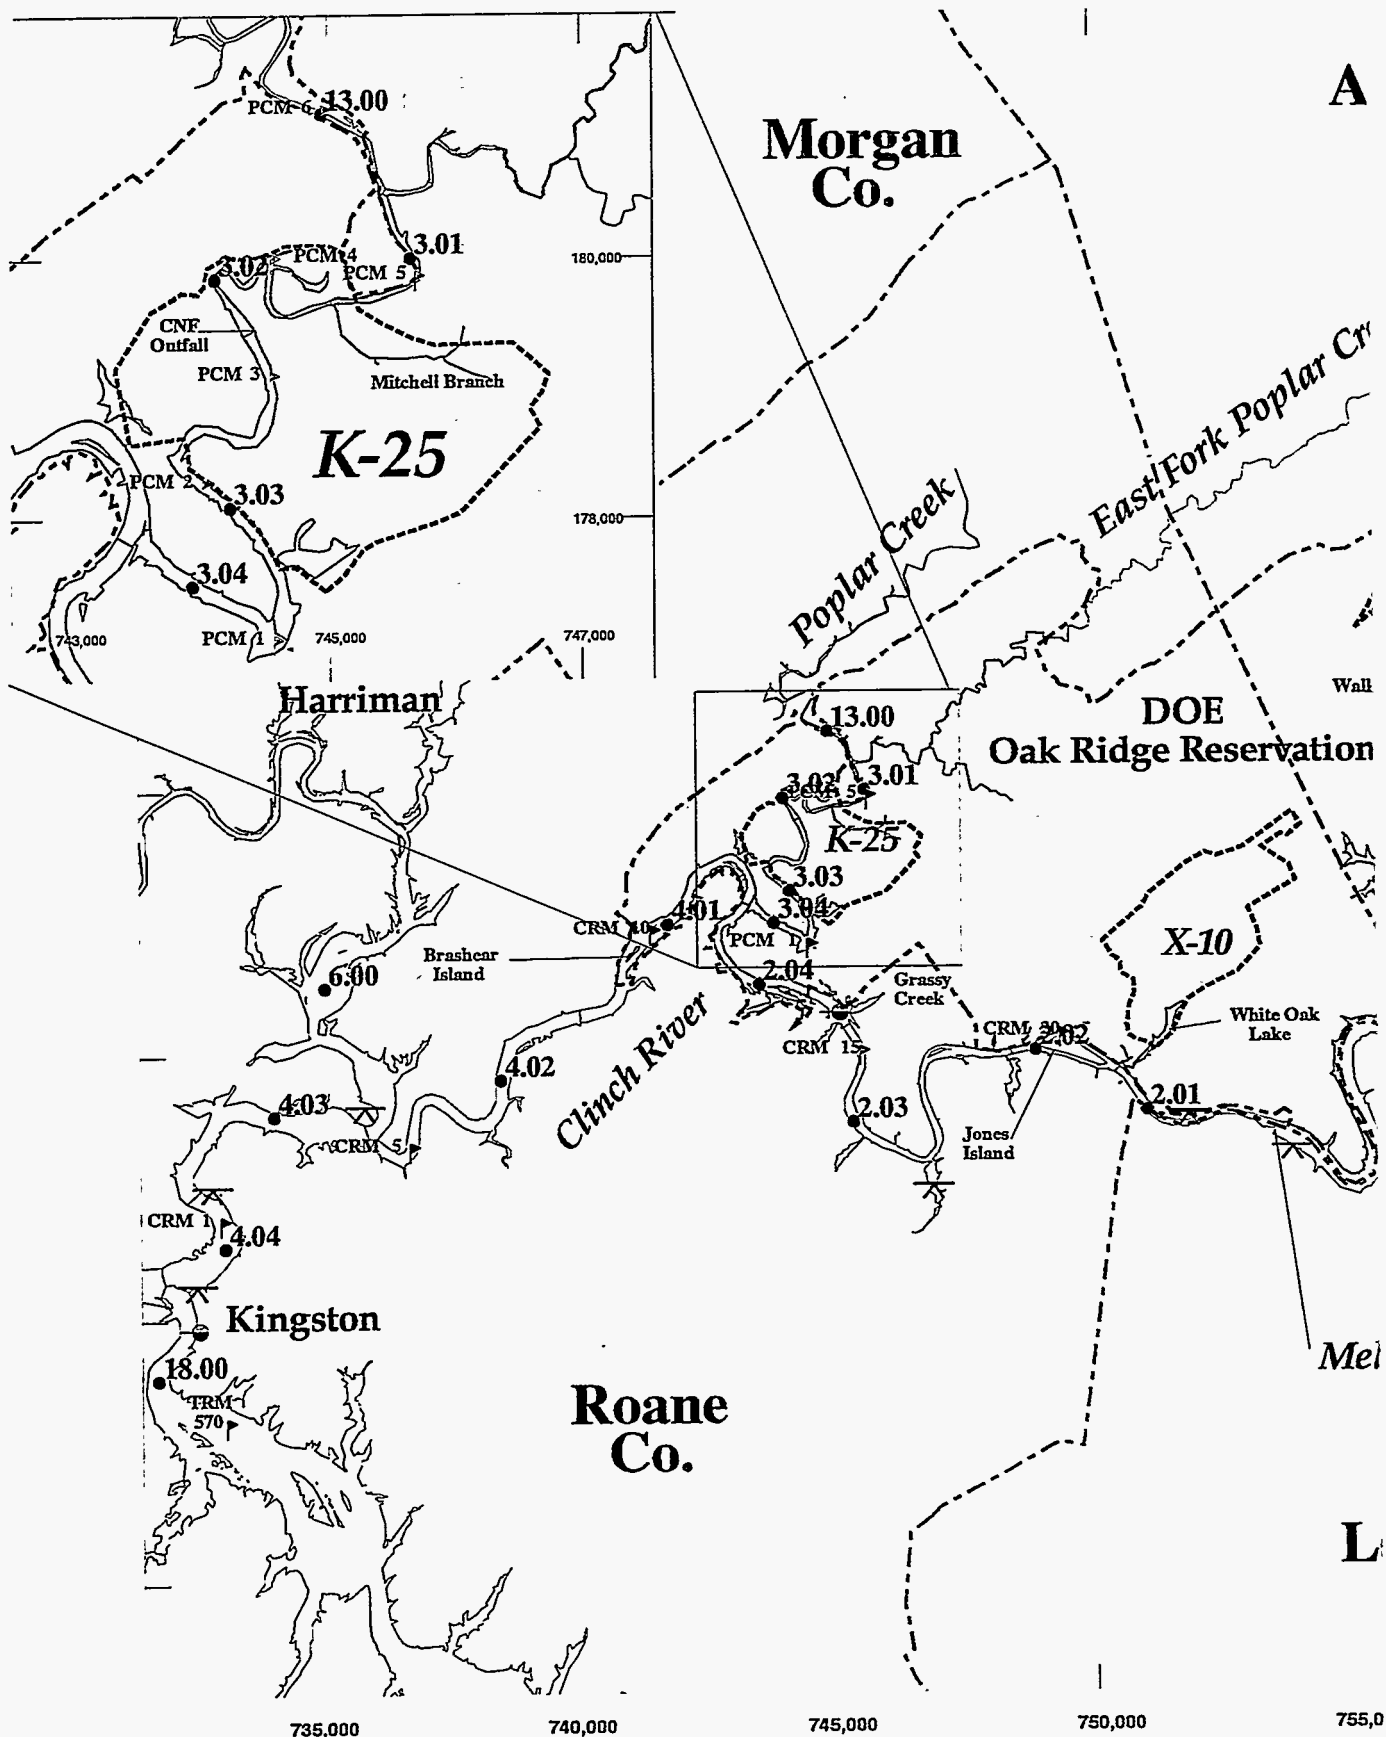 PCM 6
13.00
A
Morgan
Co.
3.01
PCM 4
180,000
3.02
PCM 5
CNF
Outfall
PCM 3
Mitchell Branch
K-25
East Fork Poplar Cr
PCM 2
3.03
178,000
Poplar Creek
3.04
743,000
PCM 1
745,000
747,000
Harriman
Wall
DOE
Oak Ridge Reservation
13.00
3.02
3.01
PCM 5
K-25
3.03
4.01
3.04
CRM 10
PCM 1
X-10
Brashear
Island
6.00
2.04
Grassy
Creek
White Oak
Lake
Clinch River
CRM 15
CRM 20
2.02
4.02
2.01
4.03
2.03
CRM 5
Jones
Island
CRM 1
4.04
Kingston
Mel
18.00
TRM
570
Roane
Co.
L
735,000
740,000
745,000
750,000
755,0